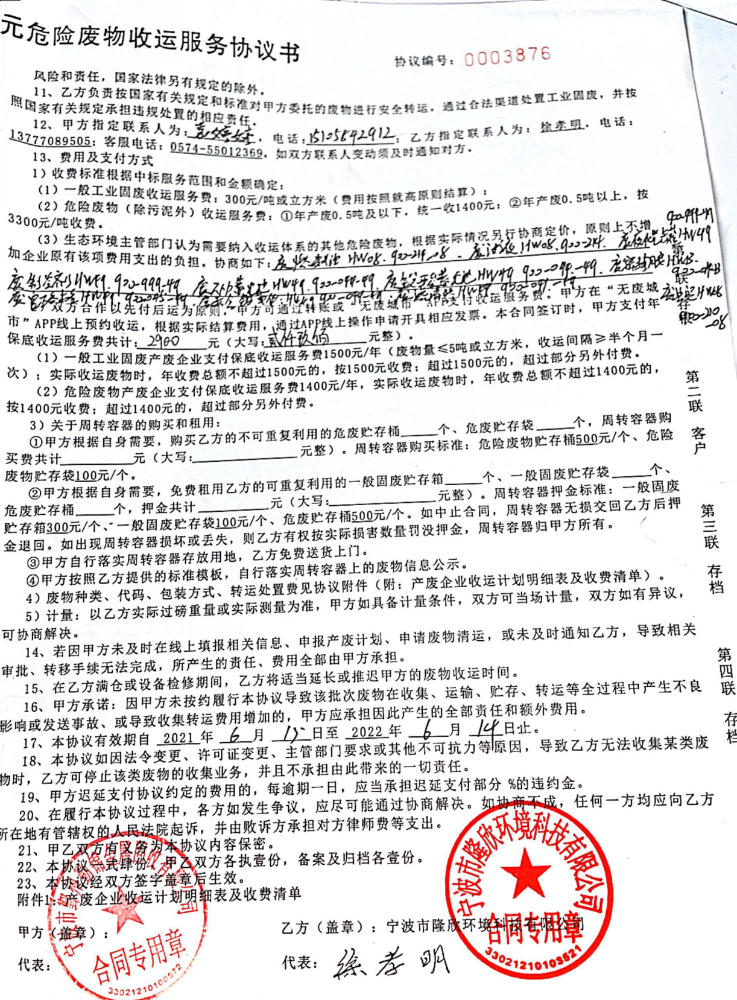 元危险废物收运服务协议书
协议编号：0003876
风险和责任，国家法律另有规定的除外。
11、乙方负责按国家有关规定和标准对甲方委托的废物进行安全转运，通过合法渠道处置工业固废，并按
照国家有关规定承担违规处置的相应责任。
12、甲方指定联系人为：，电话：15105842912；乙方指定联系人为：徐孝明，电话：
13777089505；客服电话：0574-55012369。如双方联系人变动须及时通知对方。
13、费用及支付方式
1）收费标准根据中标服务范围和金额确定：
（1）一般工业固废收运服务费：300元/吨或立方米（费用按照就高原则结算）；
（2）危险废物（除污泥外）收运服务费：①年产废0.5吨及以下，统一收1400元；②年产废0.5吨以上，按
3300元/吨收费。
（3）生态环境主管部门认为需要纳入收运体系的其他危险废物，根据实际情况另行协商定价，原则上不增
加企业原有该项费用支出的负担。协商如下：HW08.900-214-08、废油液 HW08.900-214. HW49
HW49.900-999-49 HW49.900-044-49 HW49 900-044-49
双方合作以先付后运为原则，甲方可通过转账或“无废城市”APP支付收运服务费。甲方在“无废城
市”APP线上预约收运，根据实际结算费用，通过APP线上操作申请开具相应发票。本合同签订时，甲方支付年
保底收运服务费共计：2900元（大写：贰仟玖佰元整）。
（1）一般工业固废产废企业支付保底收运服务费1500元/年（废物量≤5吨或立方米，收运间隔≥半个月一
次）；实际收运废物时，年收费总额不超过1500元的，按1500元收费；超过1500元的，超过部分另外付费。
（2）危险废物产废企业支付保底收运服务费1400元/年，实际收运废物时，年收费总额不超过1400元的，
按1400元收费；超过1400元的，超过部分另外付费。
3）关于周转容器的购买和租用：
①甲方根据自身需要，购买乙方的不可重复利用的危废贮存桶_____个、危废贮存袋_____个，周转容器购
买费共计_____元（大写：_____元整）。周转容器购买标准：危险废物贮存桶500元/个、危险
废物贮存袋100元/个。
②甲方根据自身需要，免费租用乙方的可重复利用的一般固废贮存箱_____个、一般固废贮存袋_____个、
危废贮存桶_____个，押金共计_____元（大写：_____元整）。周转容器押金标准：一般固废
贮存箱300元/个、一般固废贮存袋100元/个、危废贮存桶500元/个。如中止合同，周转容器无损交回乙方后押
金退回。如出现周转容器损坏或丢失，则乙方有权按实际损害数量罚没押金，周转容器归甲方所有。
③甲方自行落实周转容器存放用地，乙方免费送货上门。
④甲方按照乙方提供的标准模板，自行落实周转容器上的废物信息公示。
4）废物种类、代码、包装方式、转运处置费见协议附件（附：产废企业收运计划明细表及收费清单）。
5）计量：以乙方实际过磅重量或实际测量为准，甲方如具备计量条件，双方可当场计量，双方如有异议，
可协商解决。
14、若因甲方未及时在线上填报相关信息、申报产废计划、申请废物清运，或未及时通知乙方，导致相关
审批、转移手续无法完成，所产生的责任、费用全部由甲方承担。
15、在乙方满仓或设备检修期间，乙方将适当延长或推迟甲方的废物收运时间。
16、甲方承诺：因甲方未按约履行本协议导致该批次废物在收集、运输、贮存、转运等全过程中产生不良
影响或发送事故、或导致收集转运费用增加的，甲方应承担因此产生的全部责任和额外费用。
17、本协议有效期自 2021 年 6 月 15 日至 2022 年 6 月 14 日止。
18、本协议如因法令变更、许可证变更、主管部门要求或其他不可抗力等原因，导致乙方无法收集某类废
物时，乙方可停止该类废物的收集业务，并且不承担由此带来的一切责任。
19、甲方迟延支付协议约定的费用的，每逾期一日，应当承担迟延支付部分 %的违约金。
20、在履行本协议过程中，各方如发生争议，应尽可能通过协商解决。如协商不成，任何一方均应向乙方
所在地有管辖权的人民法院起诉，并由败诉方承担对方律师费等支出。
21、甲乙双方有义务为本协议内容保密。
22、本协议一式肆份，甲乙双方各执壹份，备案及归档各壹份。
23、本协议经双方签字盖章后生效。
附件1：产废企业收运计划明细表及收费清单
甲方（盖章）：
乙方（盖章）：宁波市隆欣环境科技有限公司
代表：
代表：徐孝明
合同专用章
宁波市隆欣环境科技有限公司
合同专用章
33021210103621
第二联 客户
第三联 存档
第四联 存档